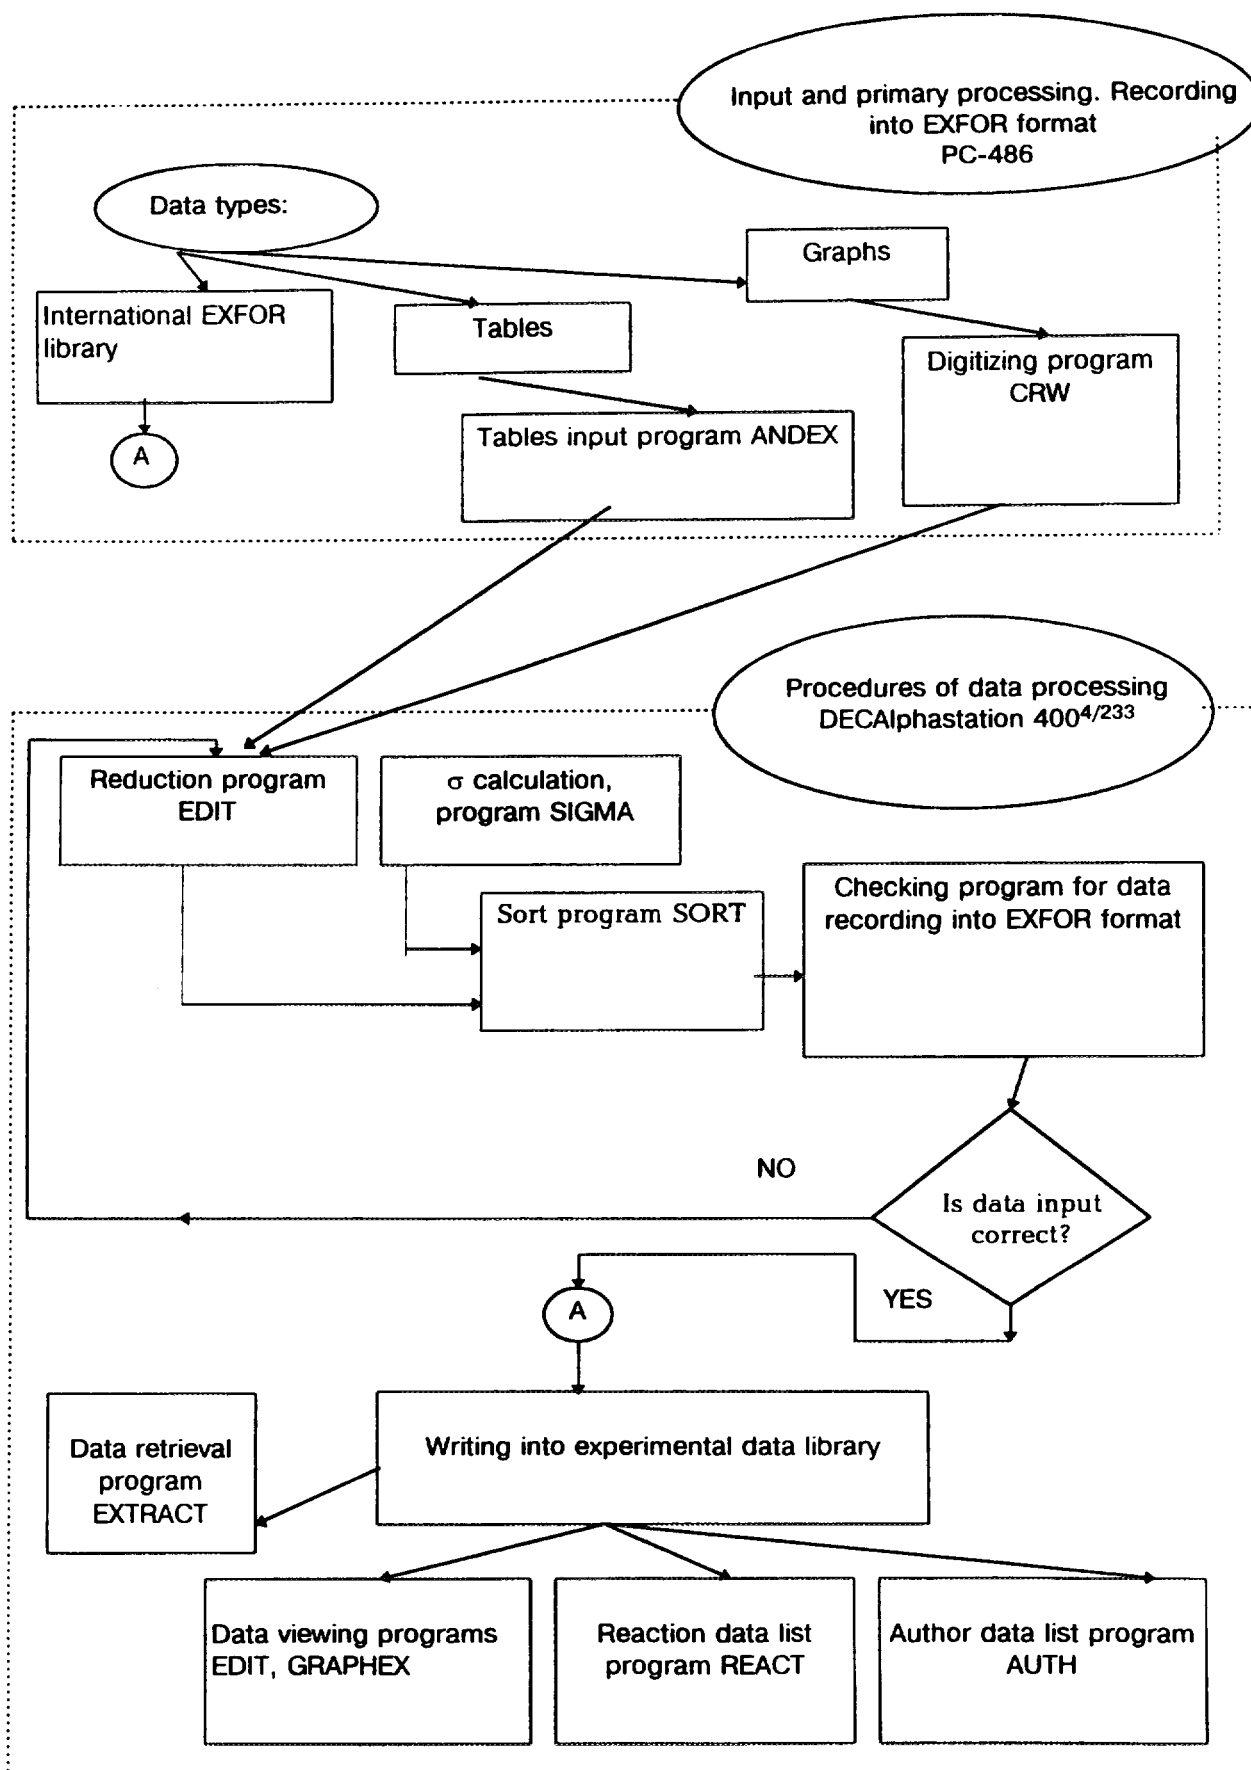 Input and primary processing. Recording
into EXFOR format
PC-486
Data types:
Graphs
International EXFOR
library
Tables
Digitizing program
CRW
Tables input program ANDEX
A
Procedures of data processing
DECAlphastation 400⁴/²³³
Reduction program
EDIT
σ calculation,
program SIGMA
Checking program for data
recording into EXFOR format
Sort program SORT
NO
Is data input
correct?
YES
A
Data retrieval
program
EXTRACT
Writing into experimental data library
Data viewing programs
EDIT, GRAPHEX
Reaction data list
program REACT
Author data list program
AUTH